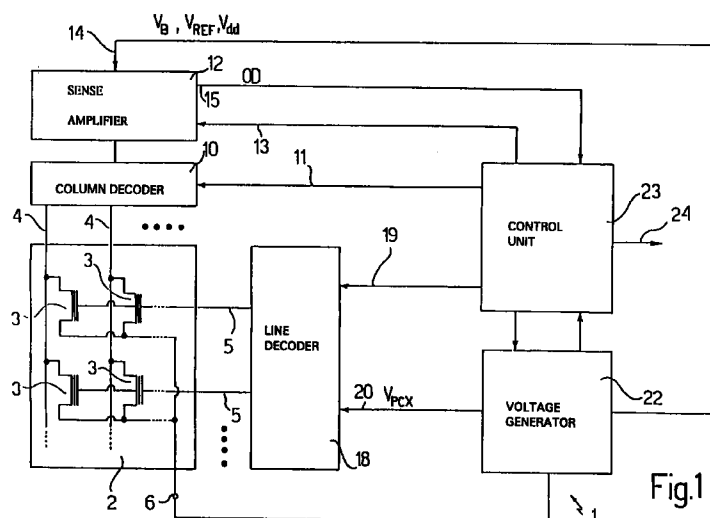 V_B , V_REF, V_dd
14
12
SENSE
AMPLIFIER
OD
15
13
10
COLUMN DECODER
11
4
4
23
CONTROL
UNIT
24
19
3
3
5
LINE
DECODER
3
3
5
20
V_PCX
22
VOLTAGE
GENERATOR
18
2
6
1
Fig.1